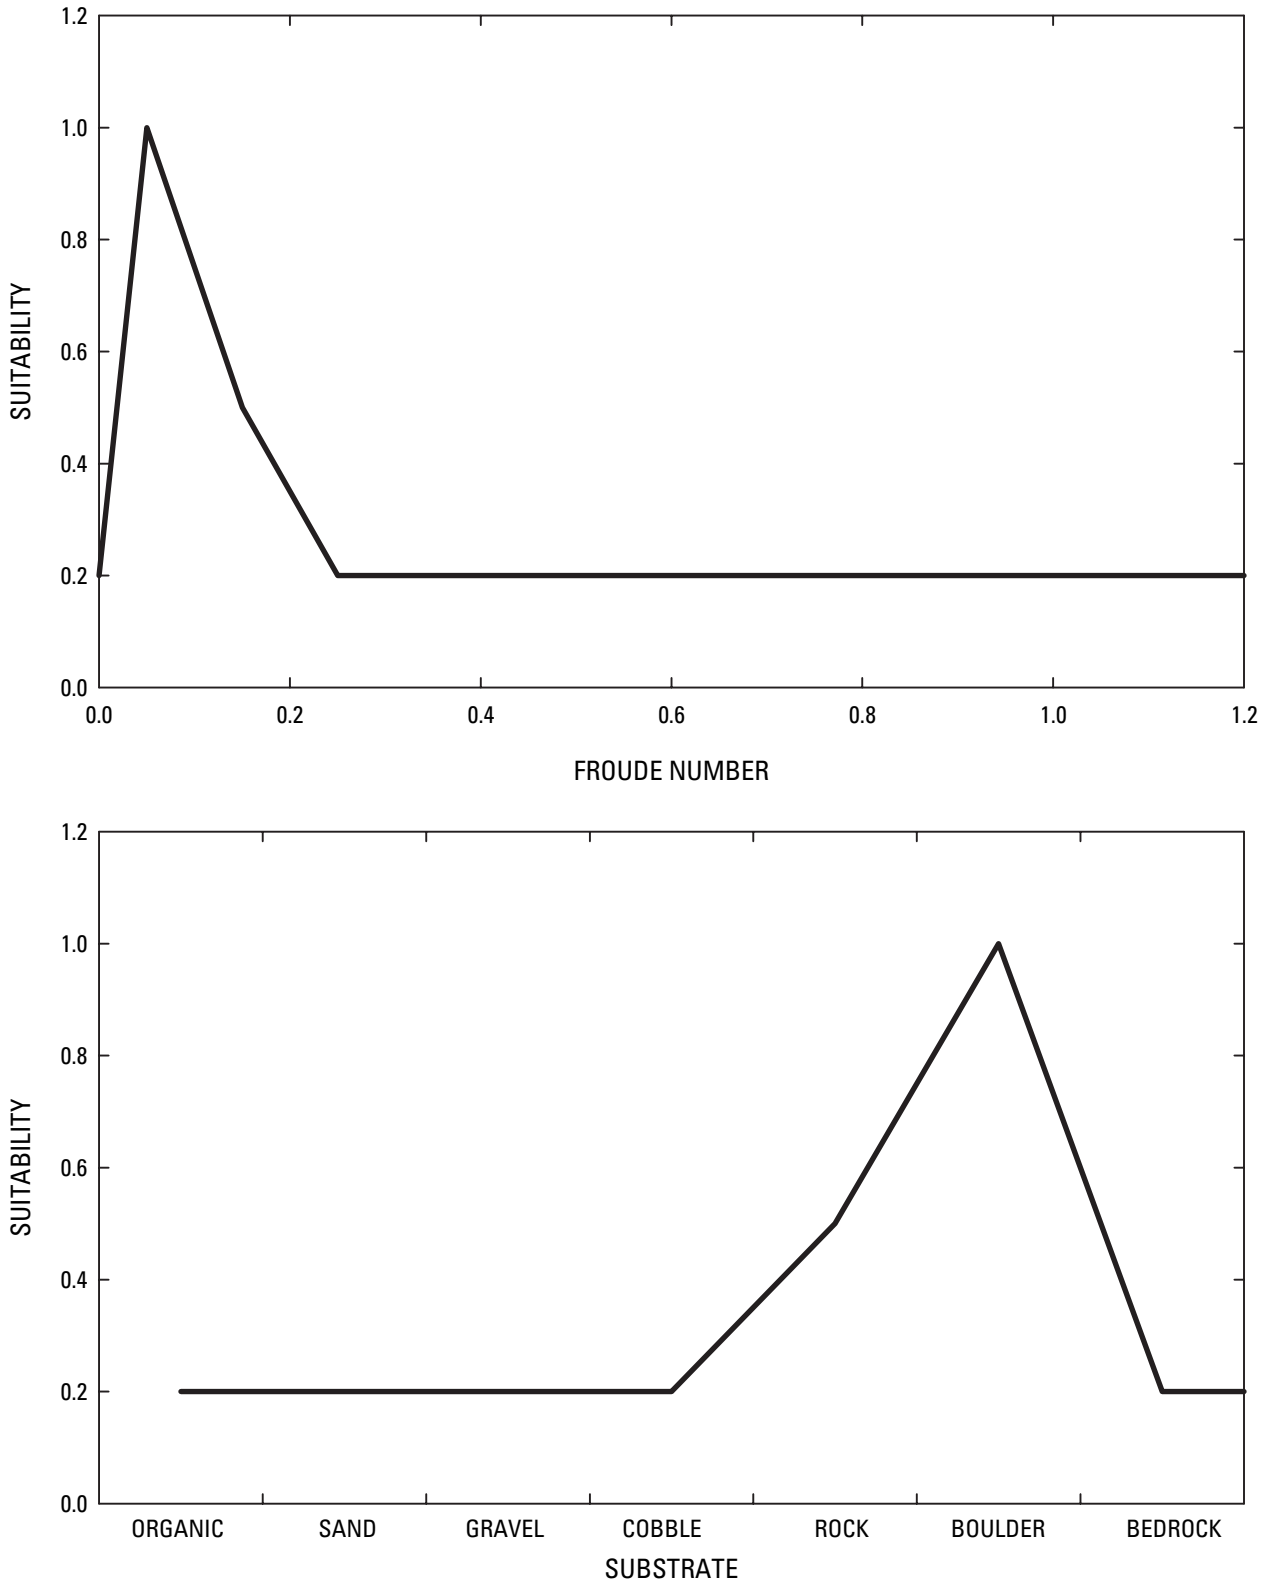 1.2
1.0
0.8
0.6
0.4
0.2
0.0
SUITABILITY
0.0 0.2 0.4 0.6 0.8 1.0 1.2
FROUDE NUMBER
1.2
1.0
0.8
0.6
0.4
0.2
0.0
SUITABILITY
ORGANIC SAND GRAVEL COBBLE ROCK BOULDER BEDROCK
SUBSTRATE